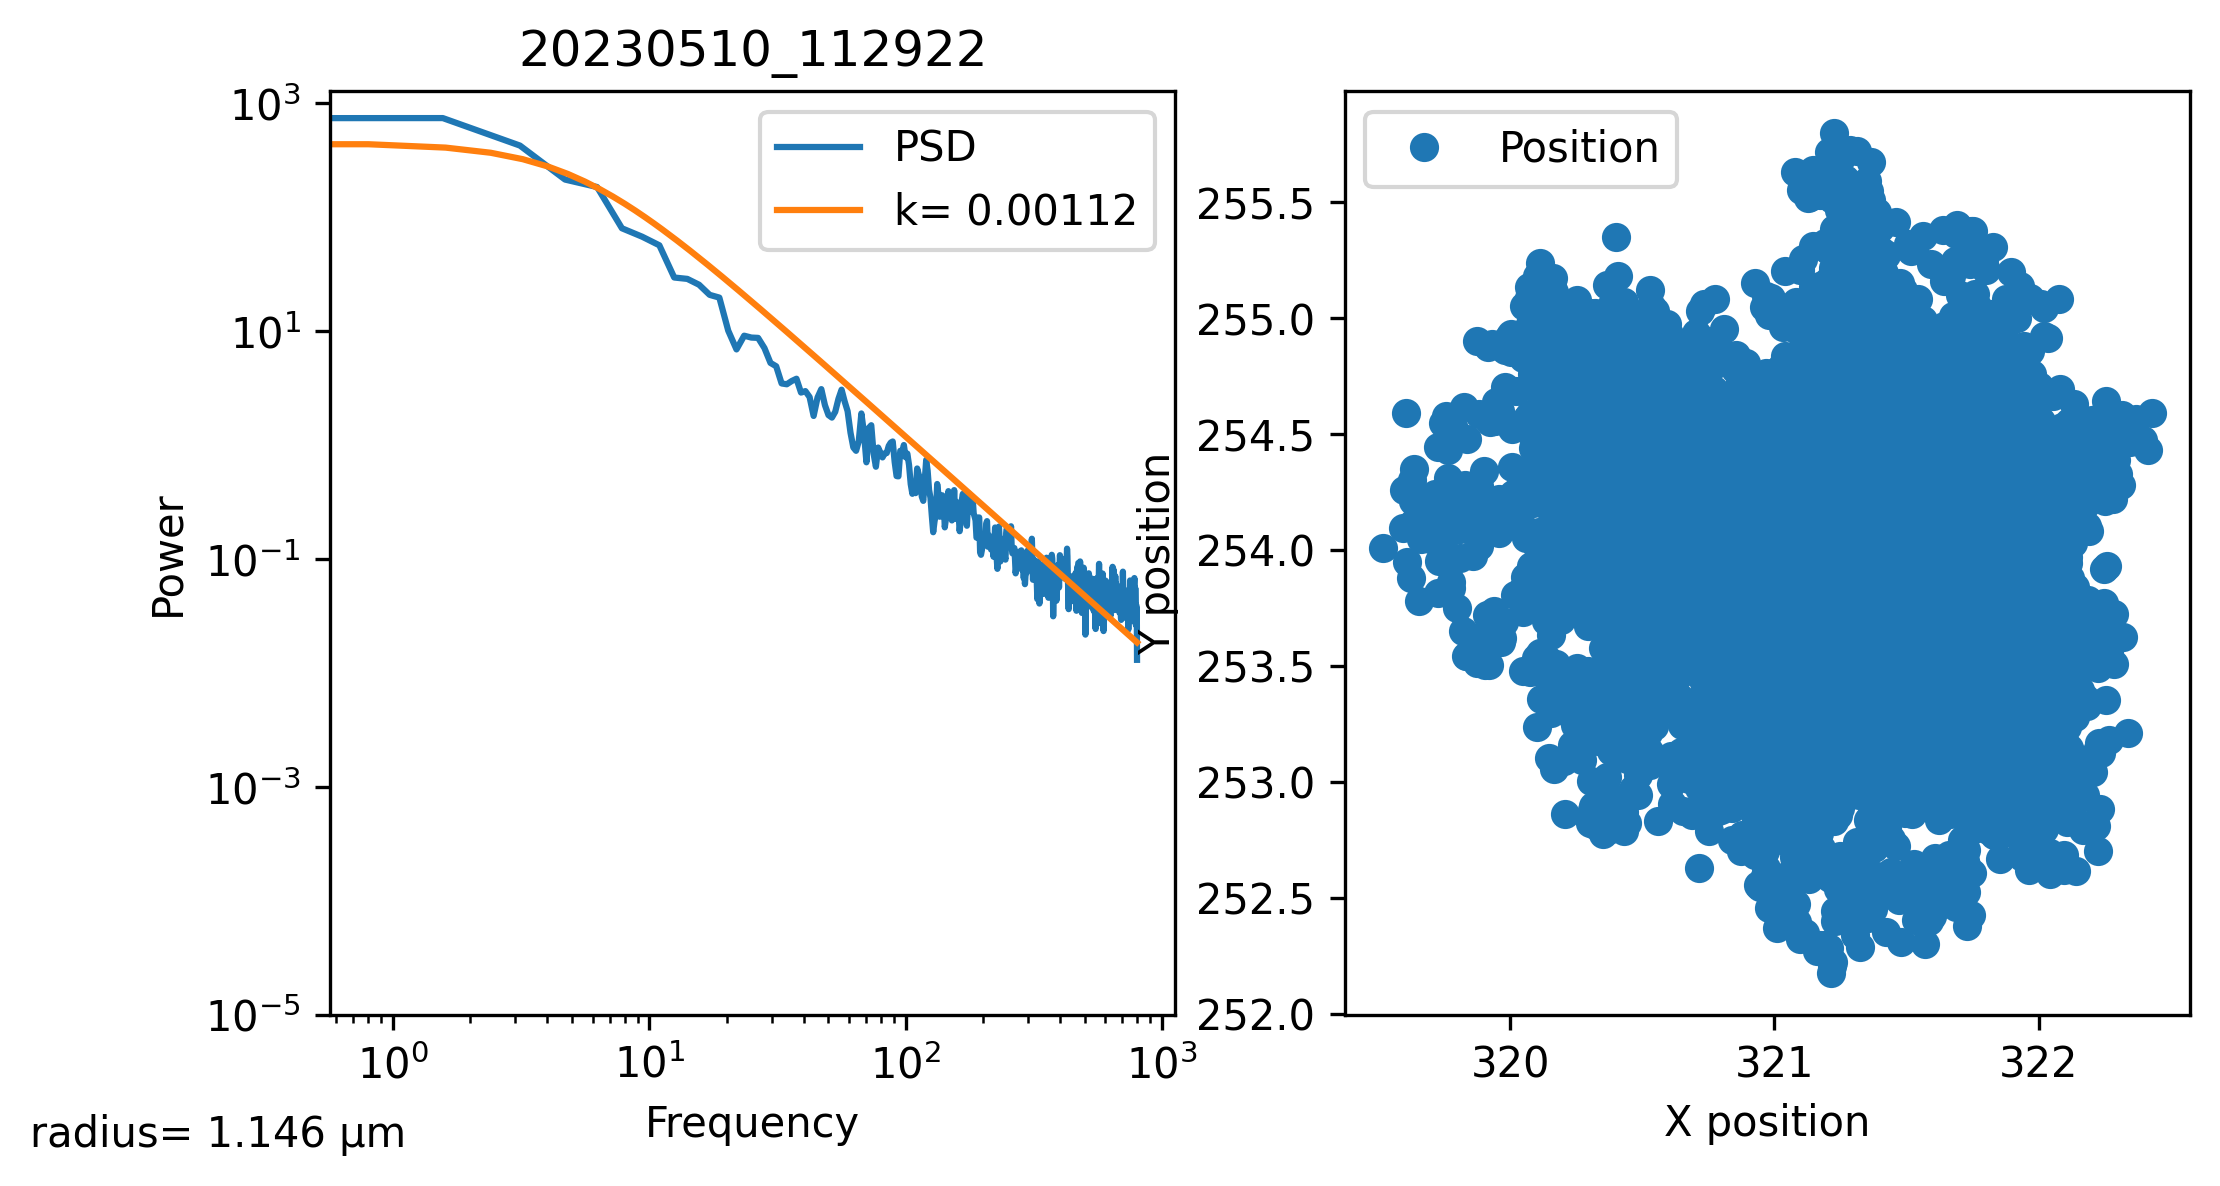 20230510_112922
10³
10¹
10⁻¹
10⁻³
10⁻⁵
Power
PSD
k= 0.00112
10⁰ 10¹ 10² 10³
Frequency
radius= 1.146 µm
Position
255.5
255.0
254.5
254.0
253.5
253.0
252.5
252.0
Y position
320 321 322
X position